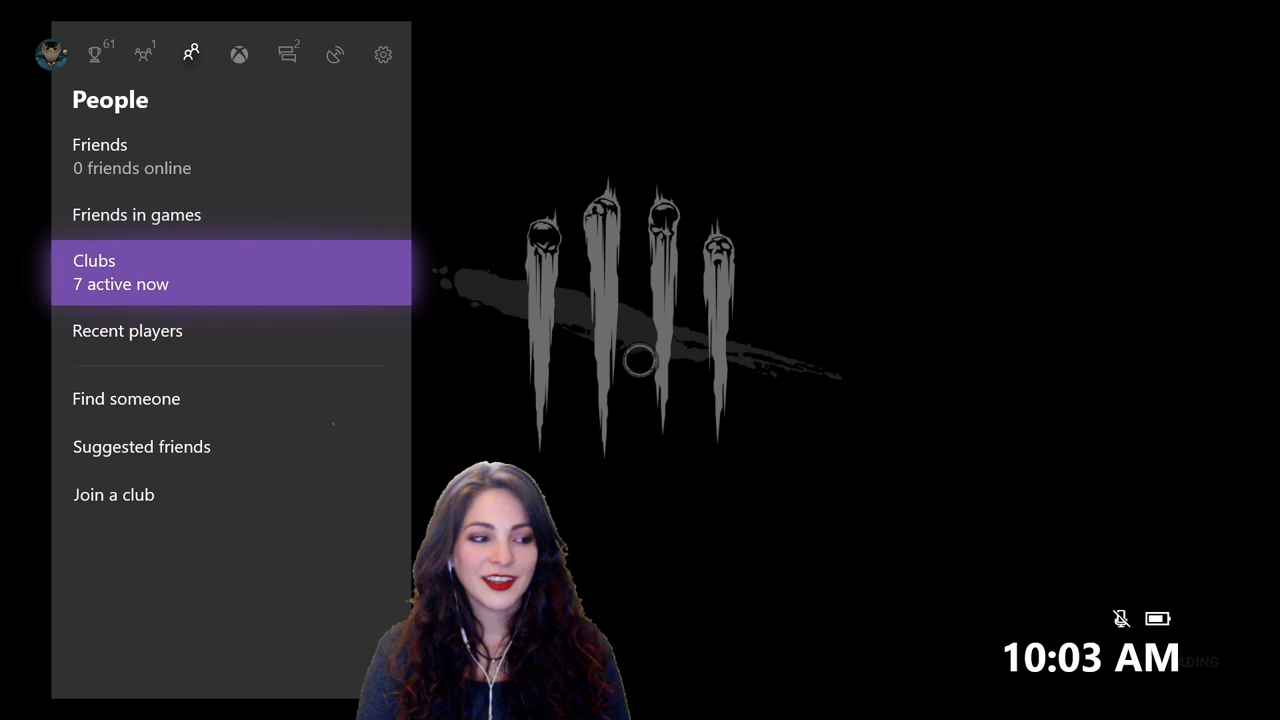 61
1
2
People
Friends
0 friends online
Friends in games
Clubs
7 active now
Recent players
Find someone
Suggested friends
Join a club
10:03 AM